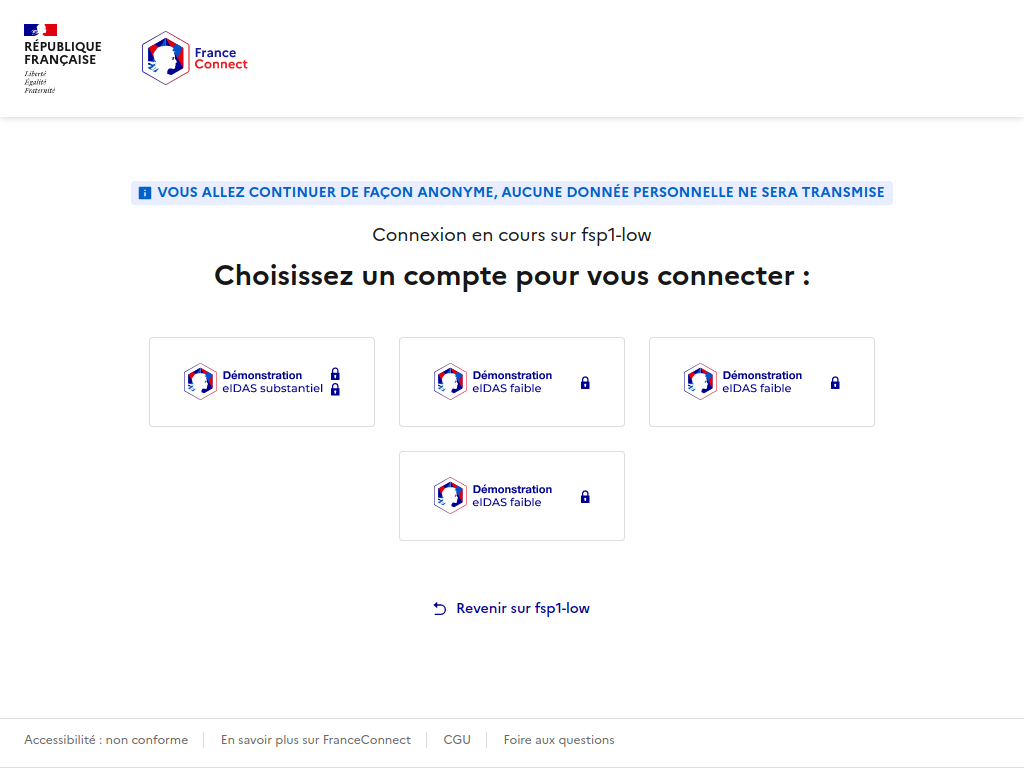 RÉPUBLIQUE
FRANÇAISE
Liberté
Égalité
Fraternité
France
Connect
VOUS ALLEZ CONTINUER DE FAÇON ANONYME, AUCUNE DONNÉE PERSONNELLE NE SERA TRANSMISE
Connexion en cours sur fsp1-low
Choisissez un compte pour vous connecter :
Démonstration
eIDAS substantiel
Démonstration
eIDAS faible
Démonstration
eIDAS faible
Démonstration
eIDAS faible
Revenir sur fsp1-low
Accessibilité : non conforme
En savoir plus sur FranceConnect
CGU
Foire aux questions